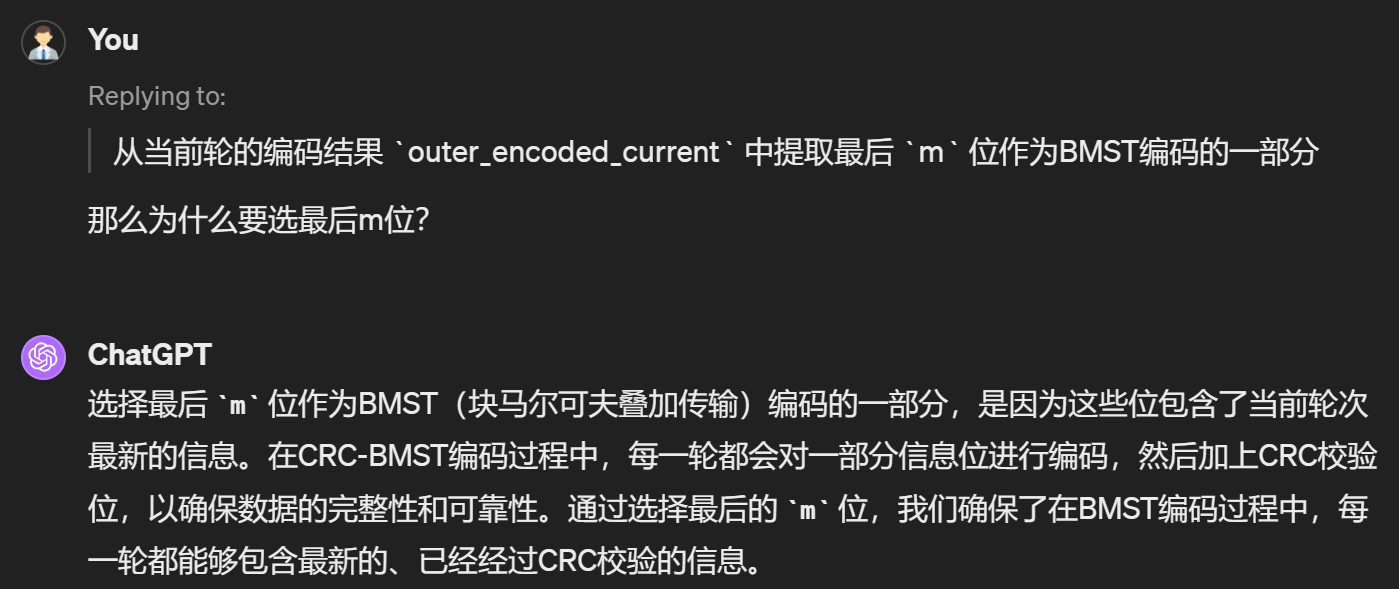 You
Replying to:
从当前轮的编码结果 `outer_encoded_current` 中提取最后 `m` 位作为BMST编码的一部分
那么为什么要选最后m位?
ChatGPT
选择最后 `m` 位作为BMST（块马尔可夫叠加传输）编码的一部分，是因为这些位包含了当前轮次
最新的信息。在CRC-BMST编码过程中，每一轮都会对一部分信息位进行编码，然后加上CRC校验
位，以确保数据的完整性和可靠性。通过选择最后的 `m` 位，我们确保了在BMST编码过程中，每
一轮都能够包含最新的、已经经过CRC校验的信息。